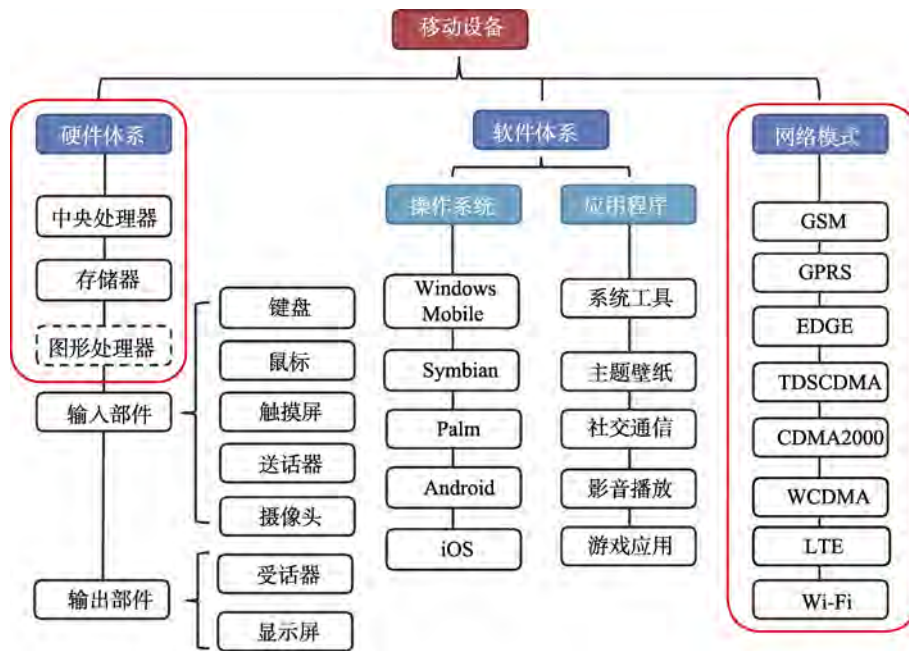 移动设备
硬件体系
软件体系
网络模式
中央处理器
存储器
图形处理器
输入部件
键盘
鼠标
触摸屏
送话器
摄像头
输出部件
受话器
显示屏
操作系统
Windows
Mobile
Symbian
Palm
Android
iOS
应用程序
系统工具
主题壁纸
社交通信
影音播放
游戏应用
GSM
GPRS
EDGE
TDSCDMA
CDMA2000
WCDMA
LTE
Wi-Fi